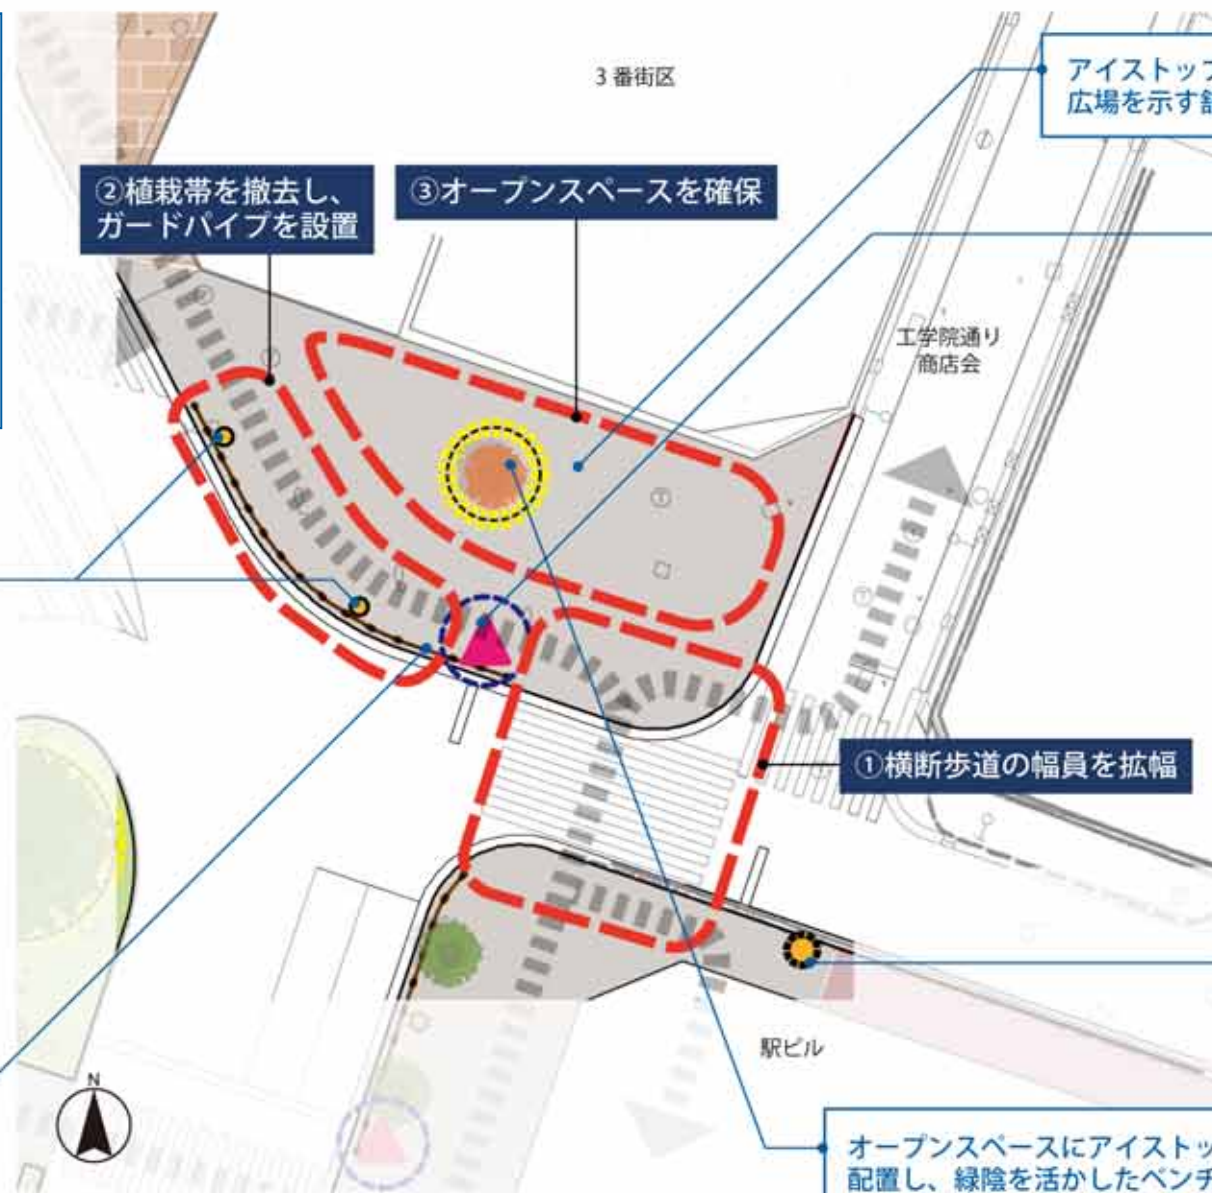 3 番街区
アイストップ
広場を示す
②植栽帯を撤去し、
ガードパイプを設置
③オープンスペースを確保
工学院通り
商店会
①横断歩道の幅員を拡幅
駅ビル
N
オープンスペースにアイストッ
配置し、緑陰を活かしたベンチ